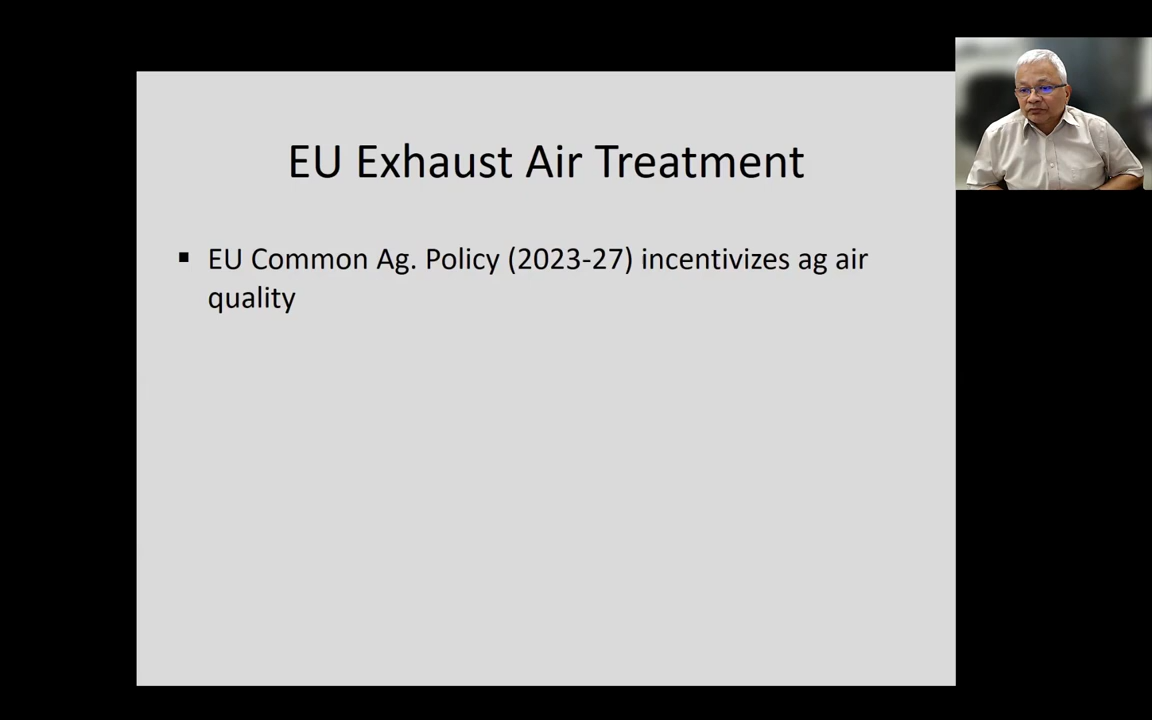 EU Exhaust Air Treatment
▪ EU Common Ag. Policy (2023-27) incentivizes ag air
quality